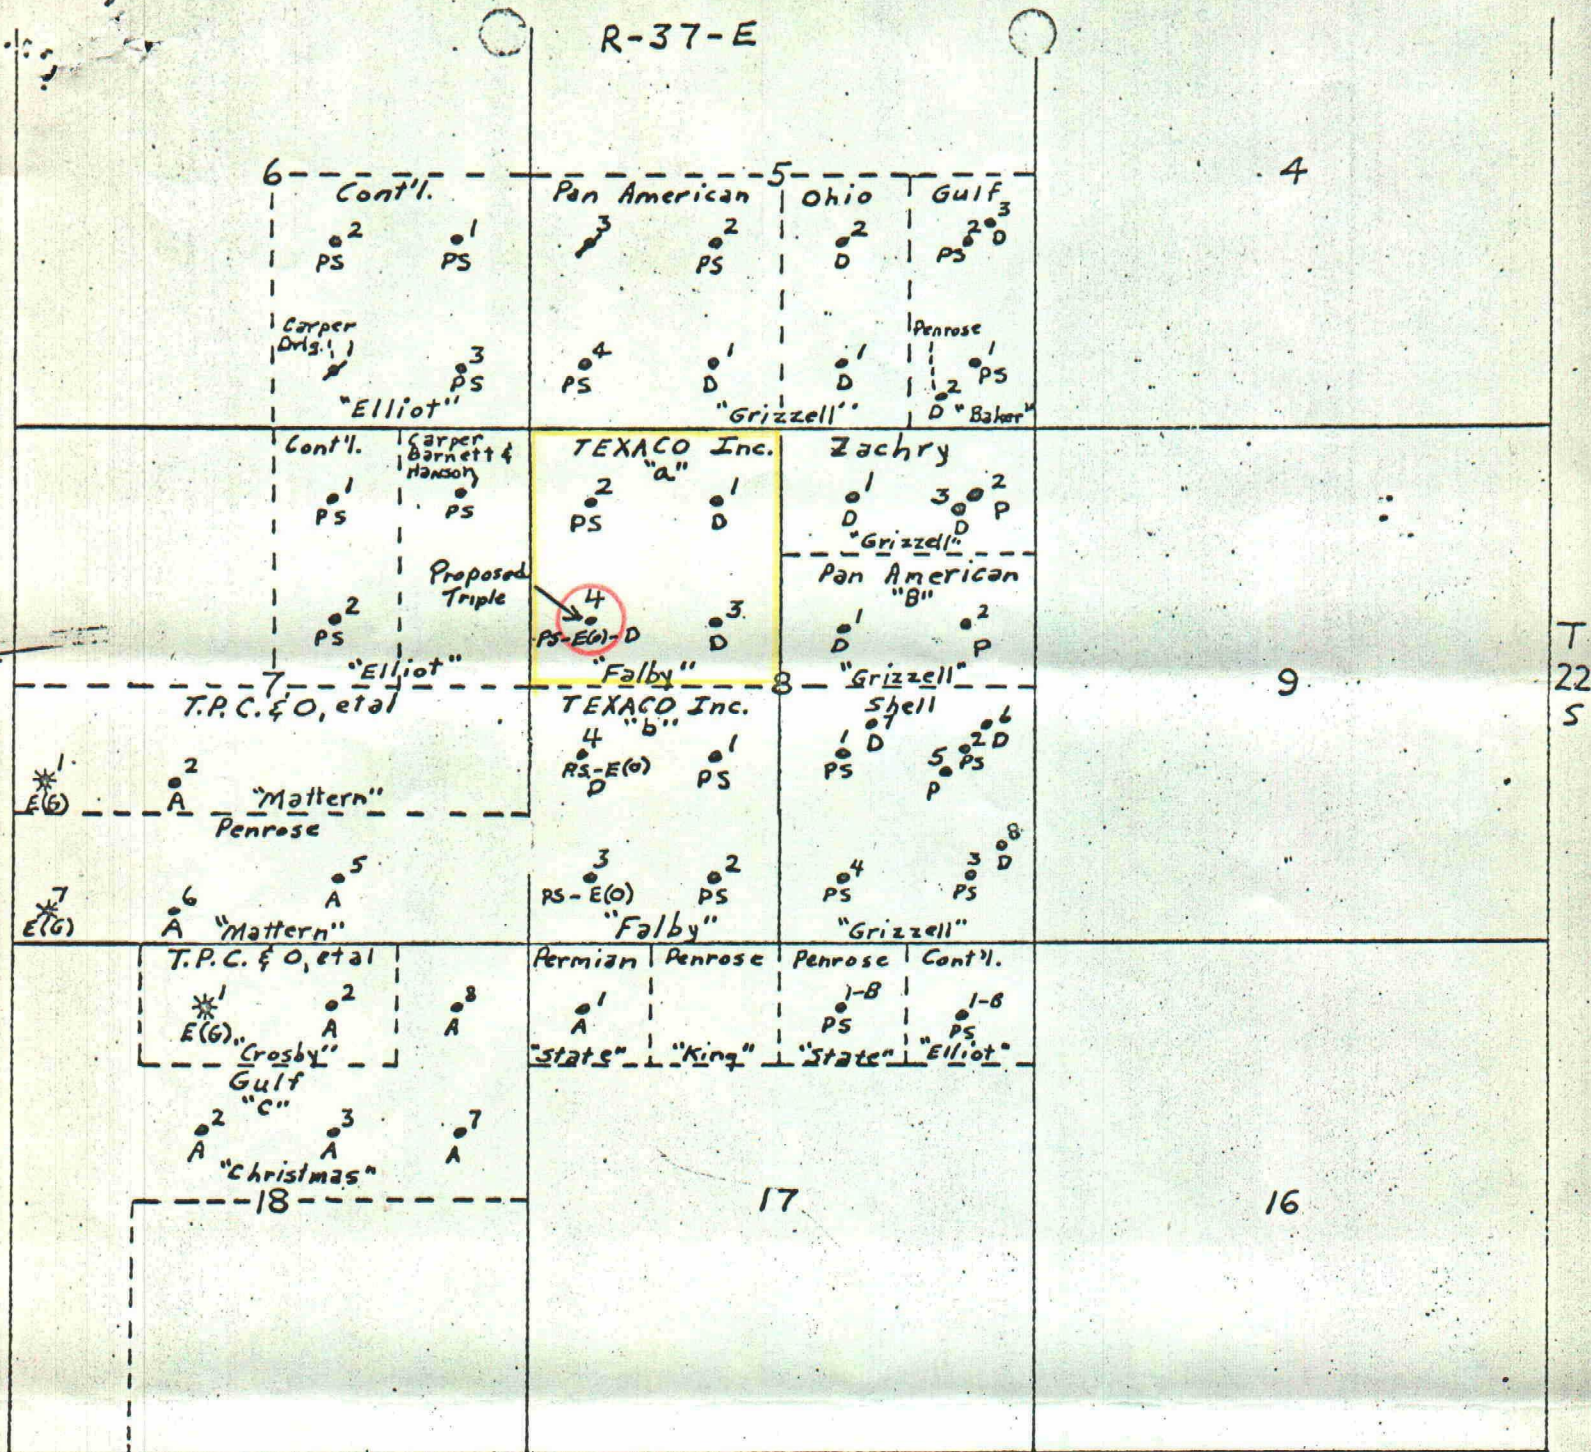 R-37-E
6
5
4
Cont'l.
2
PS
1
PS
Carper
Drlg.
1
3
PS
"Elliot"
Pan American
3
2
PS
4
PS
1
D
Ohio
2
D
1
D
"Grizzell"
Gulf
3
D
2
PS
Penrose
1
PS
2
D
"Baker"
Cont'l.
1
PS
2
PS
Carper
Barnett &
Hanson
1
PS
"Elliot"
7
TEXACO Inc.
"a"
2
PS
1
D
Proposed
Triple
4
PS-E(G)-D
3
D
"Falby"
8
Zachry
1
D
3
D
2
P
"Grizzell"
Pan American
"B"
1
D
2
P
"Grizzell"
9
T
22
S
T.P.C. & O, etal
1
E(G)
2
A
"Mattern"
Penrose
5
A
7
E(G)
6
A
"Mattern"
TEXACO Inc.
"b"
4
PS-E(O)
D
1
PS
3
PS-E(O)
2
PS
"Falby"
Shell
1
PS
7
D
6
D
2
PS
5
P
8
D
4
PS
3
PS
"Grizzell"
T.P.C. & O, etal
1
E(G)
2
A
8
A
"Crosby"
Gulf
"C"
2
A
3
A
7
A
"Christmas"
18
Permian
1
A
"State"
Penrose
"King"
Penrose
1-B
PS
"State"
Cont'l.
1-B
PS
"Elliot"
17
16